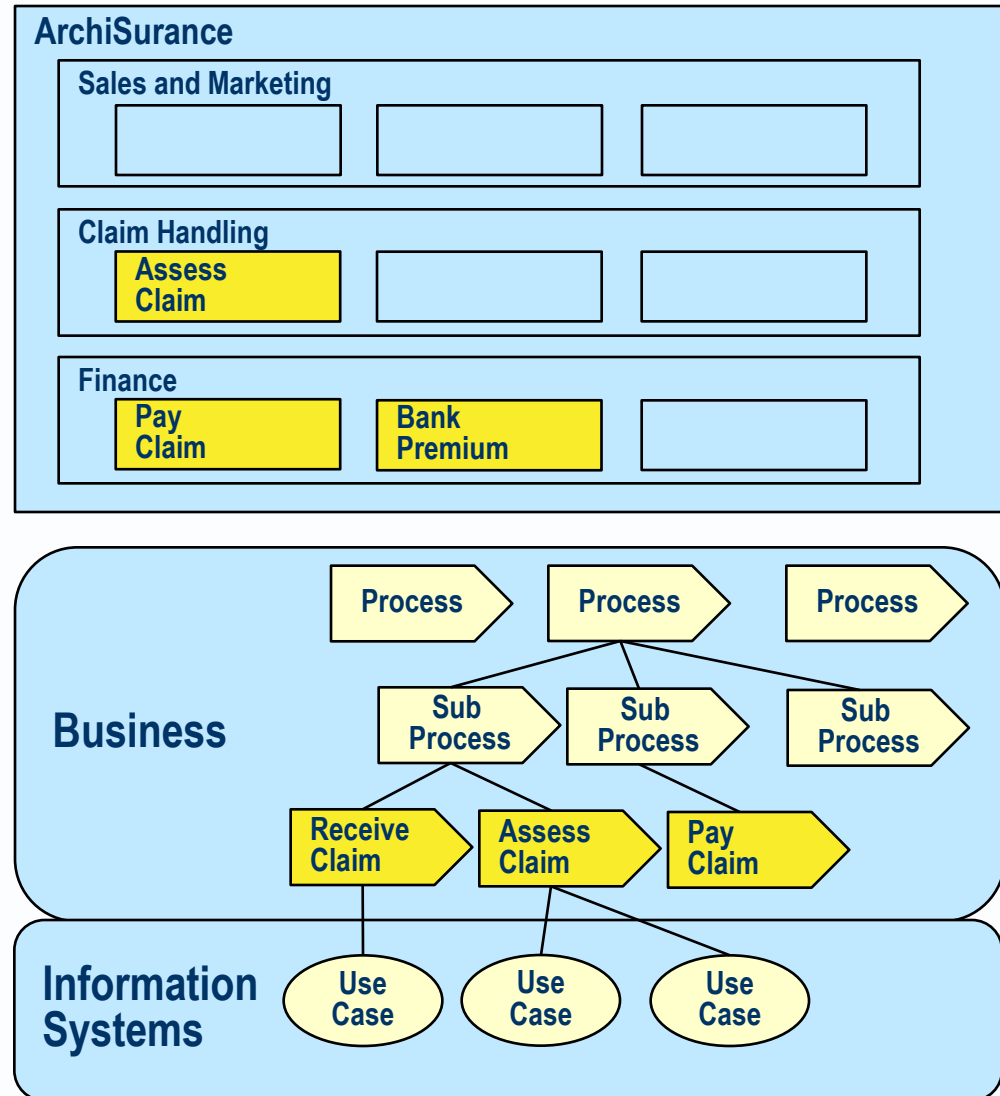 ArchiSurance
Sales and Marketing
Claim Handling
Assess
Claim
Finance
Pay
Claim
Bank
Premium
Process
Process
Process
Business
Sub
Process
Sub
Process
Sub
Process
Receive
Claim
Assess
Claim
Pay
Claim
Information
Systems
Use
Case
Use
Case
Use
Case